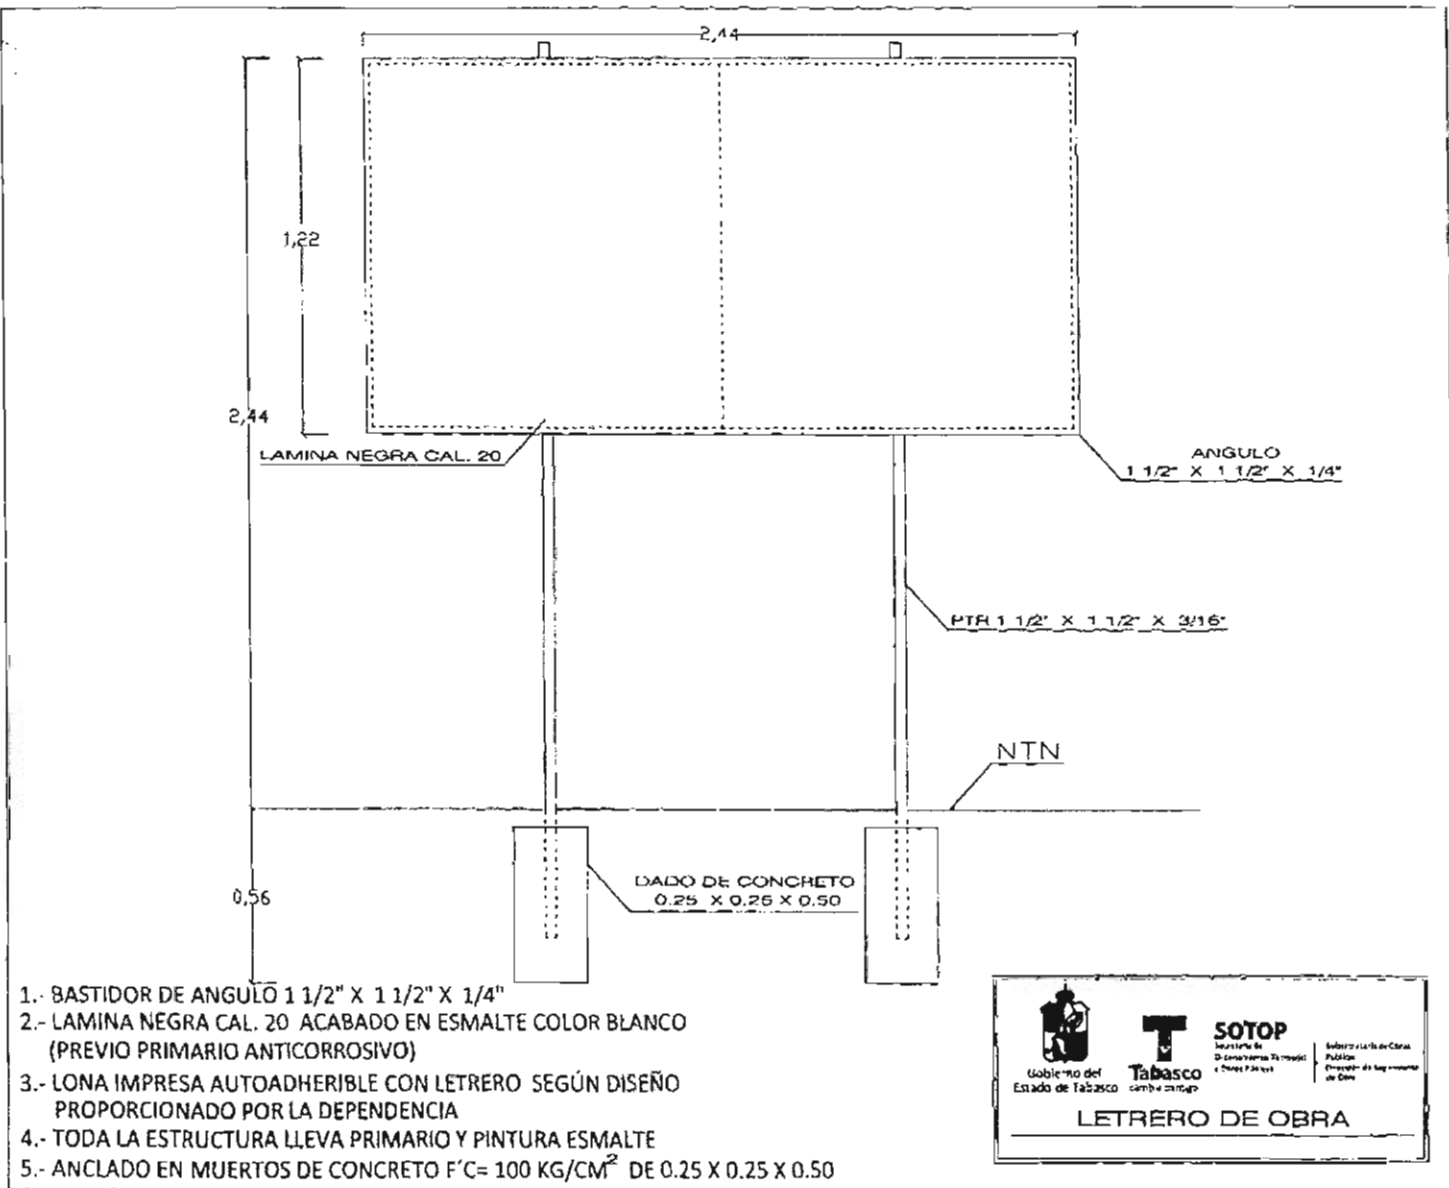 2,44
1,22
2,44
LAMINA NEGRA CAL. 20
ANGULO
1 1/2" X 1 1/2" X 1/4"
PTR 1 1/2" X 1 1/2" X 3/16"
NTN
0,56
DADO DE CONCRETO
0.25 X 0.25 X 0.50
1.- BASTIDOR DE ANGULO 1 1/2" X 1 1/2" X 1/4"
2.- LAMINA NEGRA CAL. 20 ACABADO EN ESMALTE COLOR BLANCO
(PREVIO PRIMARIO ANTICORROSIVO)
3.- LONA IMPRESA AUTOADHERIBLE CON LETRERO SEGÚN DISEÑO
PROPORCIONADO POR LA DEPENDENCIA
4.- TODA LA ESTRUCTURA LLEVA PRIMARIO Y PINTURA ESMALTE
5.- ANCLADO EN MUERTOS DE CONCRETO F´C= 100 KG/CM² DE 0.25 X 0.25 X 0.50
Gobierno del
Estado de Tabasco
Tabasco
SOTOP
LETRERO DE OBRA